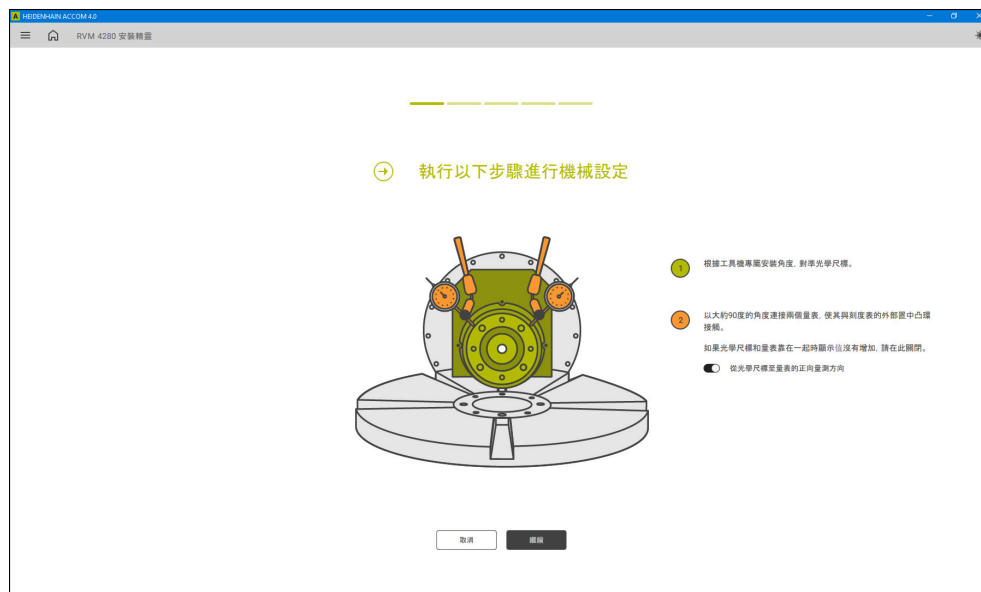 HEIDENHAIN ACCOM 4.0
RVM 4280 安裝精靈
執行以下步驟進行機械設定
1
根據工具機專屬安裝角度, 對準光學尺標。
2
以大約90度的角度連接兩個量表, 使其與刻度表的外部置中凸環
接觸。
如果光學尺標和量表靠在一起時顯示值沒有增加, 請在此關閉。
從光學尺標至量表的正向量測方向
取消
繼續